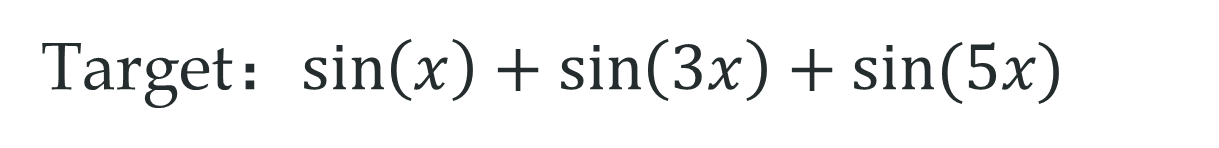 Target：sin(x) + sin(3x) + sin(5x)